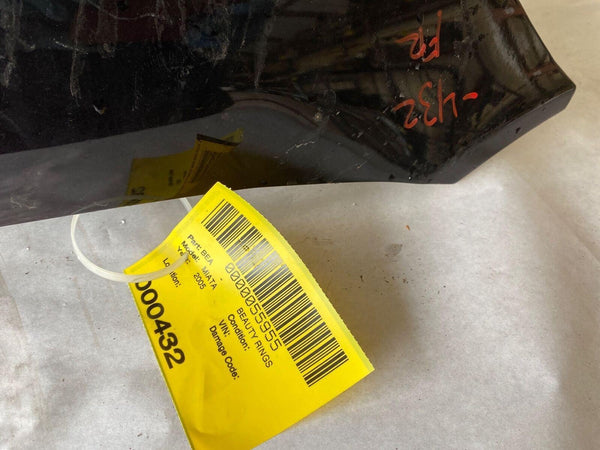 -432
FR
0000055955
Part: BEA
BEAUTY RINGS
Model: MIATA
Condition:
Year: 2005
VIN:
Location:
Damage Code:
000432